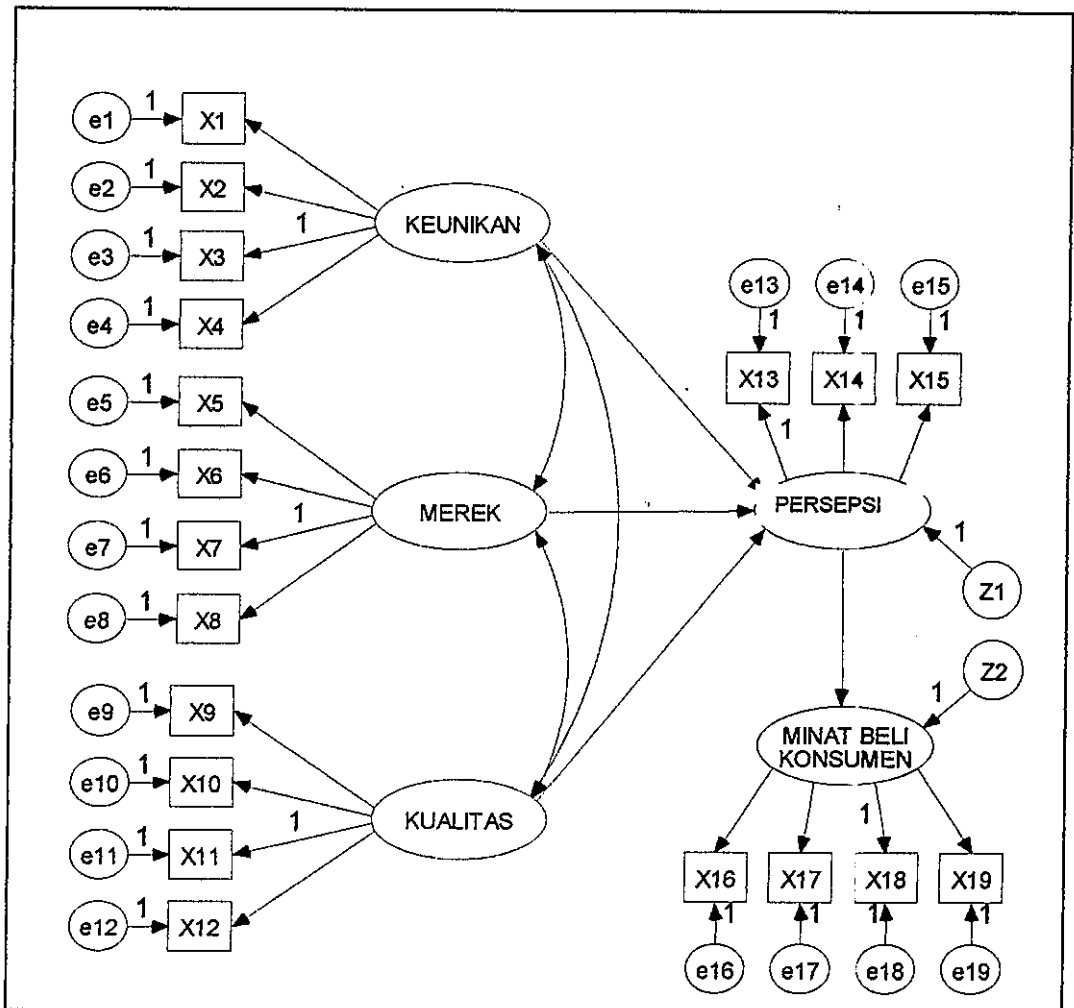 e1 1 X1
e2 1 X2
e3 1 X3
e4 1 X4
1
KEUNIKAN
e5 1 X5
e6 1 X6
e7 1 X7
e8 1 X8
1
MEREK
e9 1 X9
e10 1 X10
e11 1 X11
e12 1 X12
1
KUALITAS
e13 e14 e15
1 1 1
X13 X14 X15
1
PERSEPSI
1
Z1
Z2
1
MINAT BELI
KONSUMEN
1
X16 X17 X18 X19
1 1 1 1
e16 e17 e18 e19